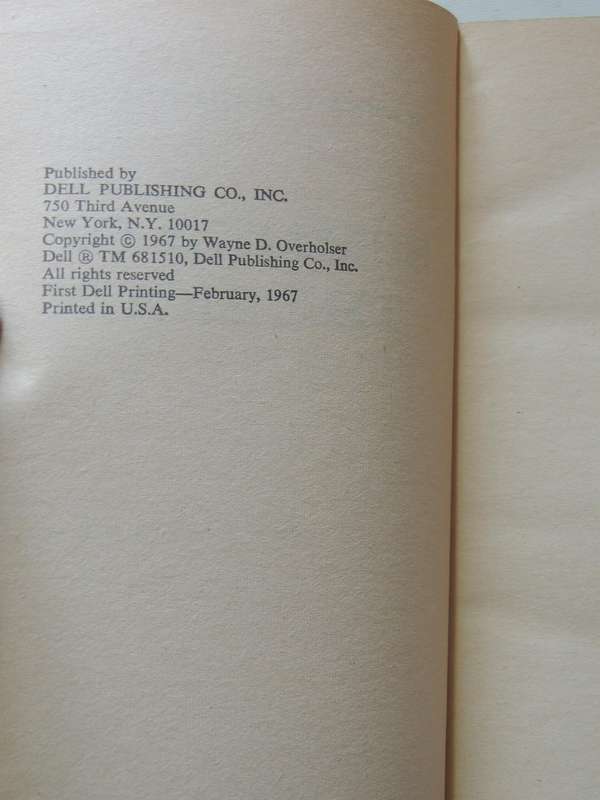 Published by
DELL PUBLISHING CO., INC.
750 Third Avenue
New York, N.Y. 10017
Copyright © 1967 by Wayne D. Overholser
Dell ® TM 681510, Dell Publishing Co., Inc.
All rights reserved
First Dell Printing—February, 1967
Printed in U.S.A.